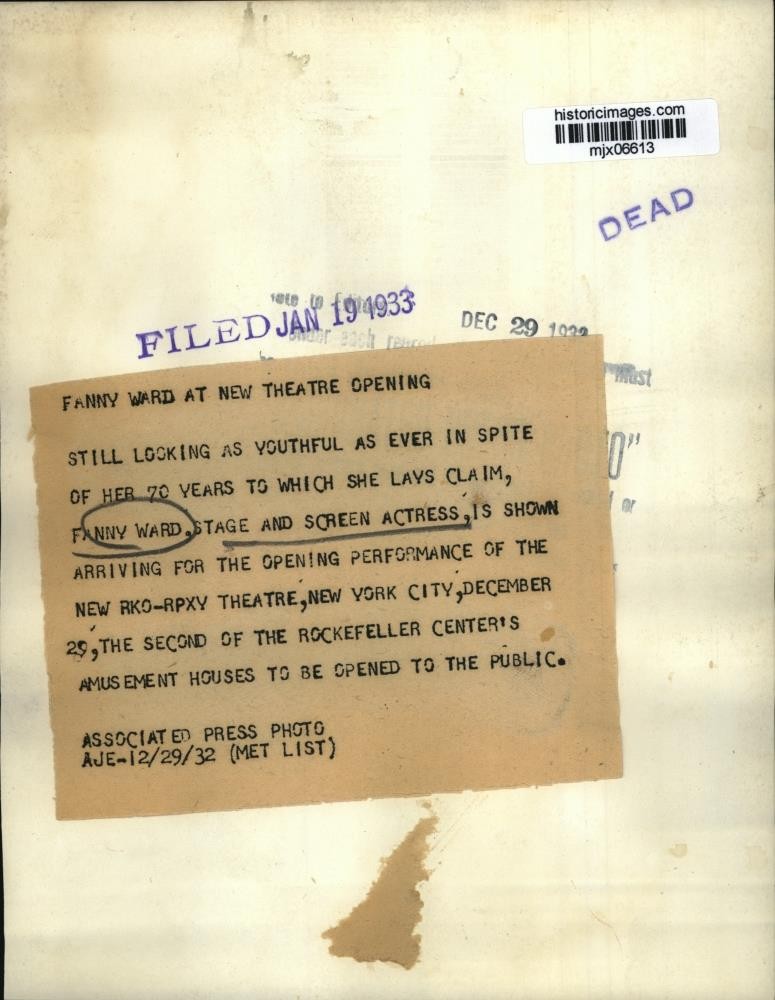 historicimages.com
mjx06613
DEAD
FILED JAN 19 1933
DEC 29 1932
must
or
FANNY WARD AT NEW THEATRE OPENING
STILL LOOKING AS YOUTHFUL AS EVER IN SPITE
OF HER 70 YEARS TO WHICH SHE LAYS CLAIM,
FANNY WARD,STAGE AND SCREEN ACTRESS,IS SHOWN
ARRIVING FOR THE OPENING PERFORMANCE OF THE
NEW RKO-RPXY THEATRE,NEW YORK CITY,DECEMBER
29,THE SECOND OF THE ROCKEFELLER CENTER'S
AMUSEMENT HOUSES TO BE OPENED TO THE PUBLIC.
ASSOCIATED PRESS PHOTO
AJE-12/29/32 (MET LIST)